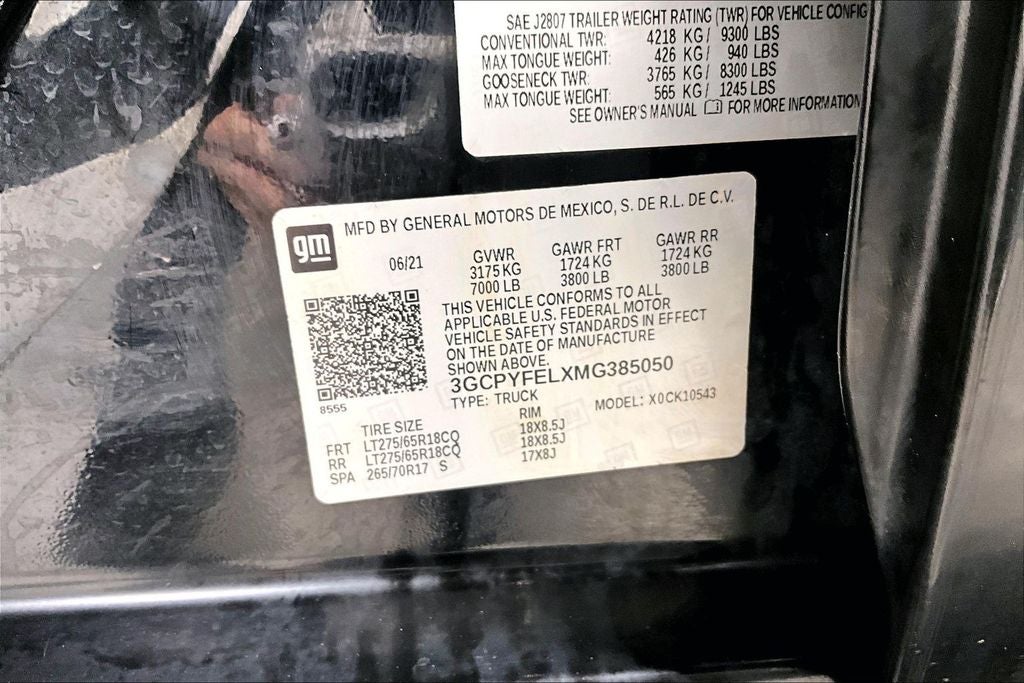 SAE J2807 TRAILER WEIGHT RATING (TWR) FOR VEHICLE CONFIG
CONVENTIONAL TWR: 4218 KG/ 9300 LBS
MAX TONGUE WEIGHT: 426 KG/ 940 LBS
GOOSENECK TWR: 3765 KG/ 8300 LBS
MAX TONGUE WEIGHT: 565 KG/ 1245 LBS
SEE OWNER'S MANUAL FOR MORE INFORMATION
gm
MFD BY GENERAL MOTORS DE MEXICO, S. DE R.L. DE C.V.
06/21 GVWR GAWR FRT GAWR RR
3175 KG 1724 KG 1724 KG
7000 LB 3800 LB 3800 LB
THIS VEHICLE CONFORMS TO ALL
APPLICABLE U.S. FEDERAL MOTOR
VEHICLE SAFETY STANDARDS IN EFFECT
ON THE DATE OF MANUFACTURE
SHOWN ABOVE.
3GCPYFELXMG385050
8555 TYPE: TRUCK MODEL: X0CK10543
TIRE SIZE RIM
FRT LT275/65R18CQ 18X8.5J
RR LT275/65R18CQ 18X8.5J
SPA 265/70R17 S 17X8J